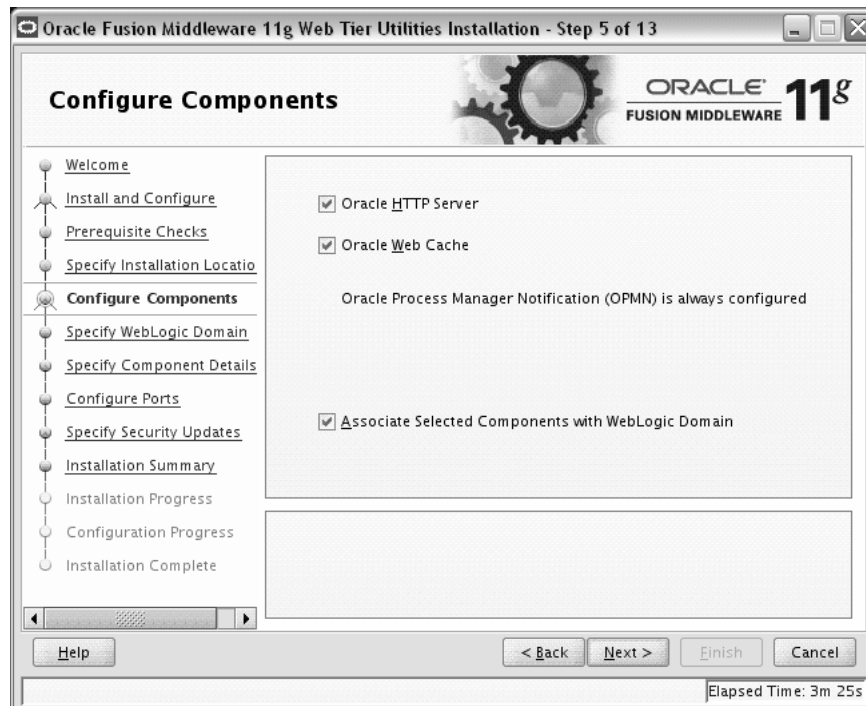 Oracle Fusion Middleware 11g Web Tier Utilities Installation - Step 5 of 13
Configure Components
ORACLE
FUSION MIDDLEWARE
11g
Welcome
Install and Configure
Prerequisite Checks
Specify Installation Locatio
Configure Components
Specify WebLogic Domain
Specify Component Details
Configure Ports
Specify Security Updates
Installation Summary
Installation Progress
Configuration Progress
Installation Complete
Oracle HTTP Server
Oracle Web Cache
Oracle Process Manager Notification (OPMN) is always configured
Associate Selected Components with WebLogic Domain
Help
< Back
Next >
Finish
Cancel
Elapsed Time: 3m 25s